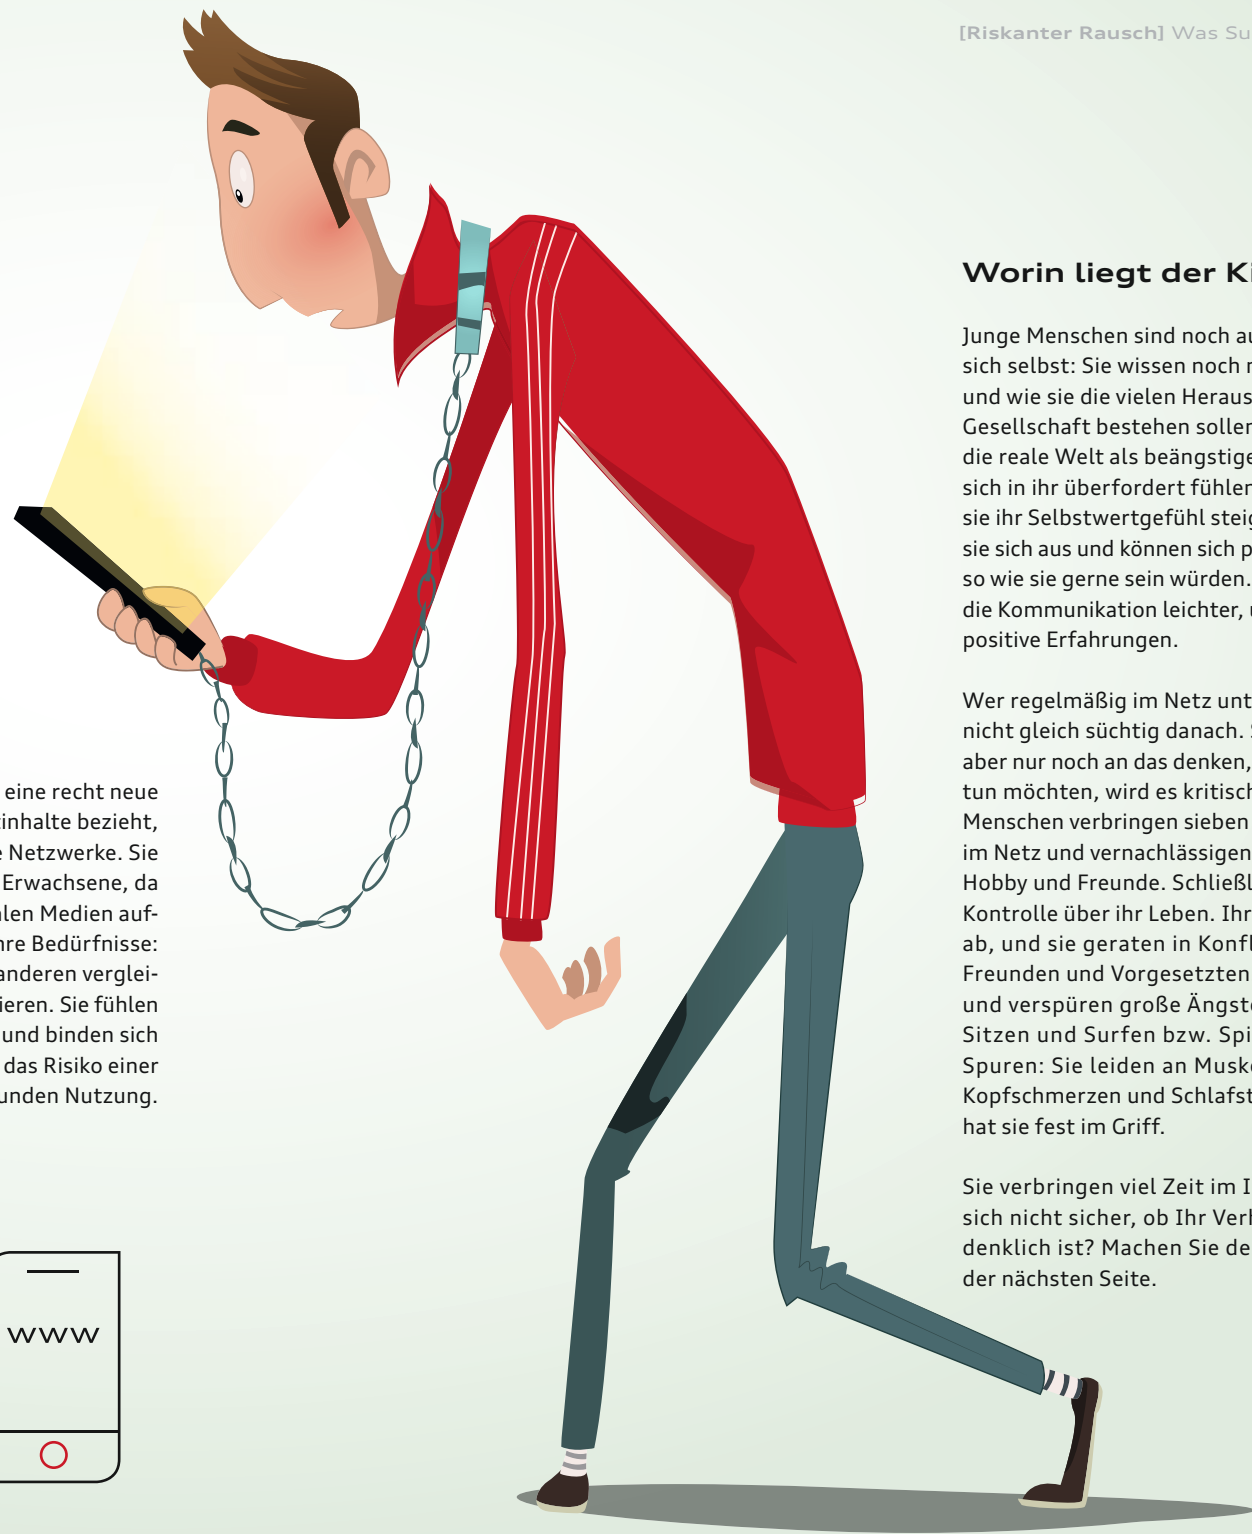 [Riskanter Rausch] Was Su
eine recht neue
inhalte bezieht,
Netzwerke. Sie
Erwachsene, da
len Medien auf-
re Bedürfnisse:
anderen verglei-
ieren. Sie fühlen
und binden sich
das Risiko einer
unden Nutzung.
www
Worin liegt der Ki
Junge Menschen sind noch au
sich selbst: Sie wissen noch n
und wie sie die vielen Heraus
Gesellschaft bestehen sollen
die reale Welt als beängstige
sich in ihr überfordert fühlen
sie ihr Selbstwertgefühl steig
sie sich aus und können sich p
so wie sie gerne sein würden.
die Kommunikation leichter, u
positive Erfahrungen.
Wer regelmäßig im Netz unt
nicht gleich süchtig danach. S
aber nur noch an das denken,
tun möchten, wird es kritisch
Menschen verbringen sieben
im Netz und vernachlässigen
Hobby und Freunde. Schließl
Kontrolle über ihr Leben. Ihr
ab, und sie geraten in Konfl
Freunden und Vorgesetzten
und verspüren große Ängste
Sitzen und Surfen bzw. Spi
Spuren: Sie leiden an Musk
Kopfschmerzen und Schlafst
hat sie fest im Griff.
Sie verbringen viel Zeit im I
sich nicht sicher, ob Ihr Verh
denklich ist? Machen Sie de
der nächsten Seite.